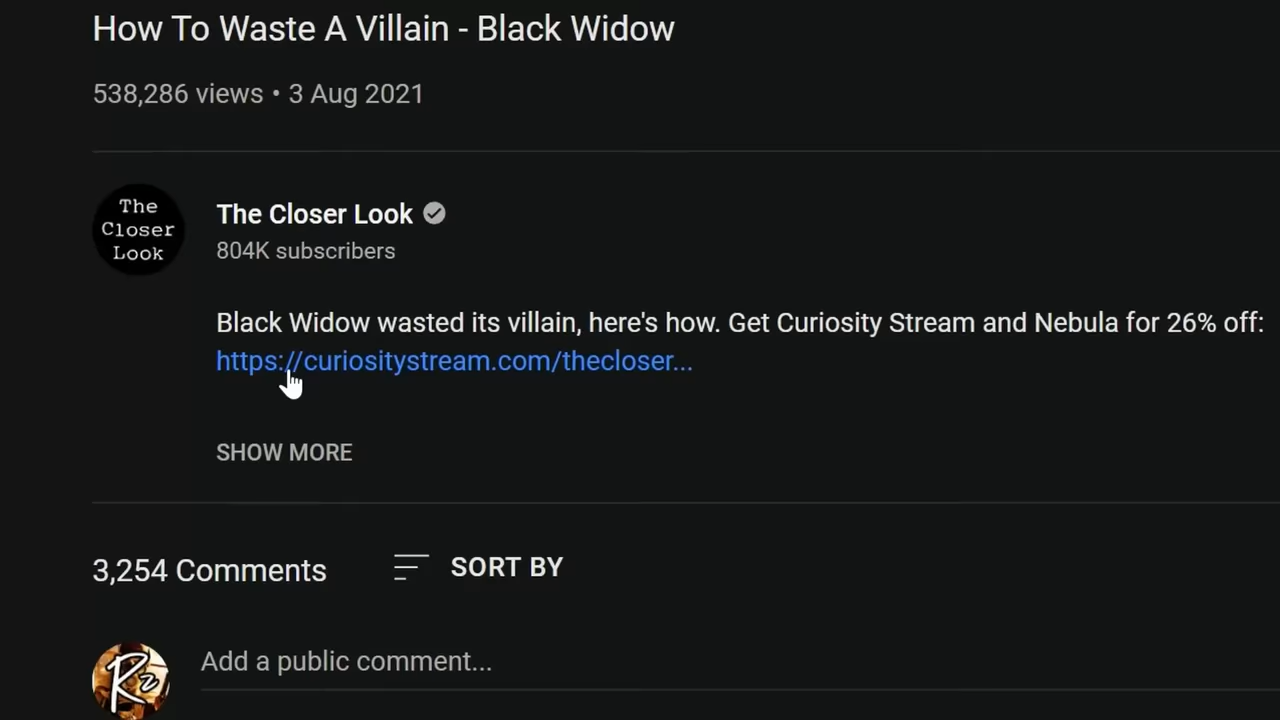 How To Waste A Villain - Black Widow
538,286 views • 3 Aug 2021
The
Closer
Look
The Closer Look
804K subscribers
Black Widow wasted its villain, here's how. Get Curiosity Stream and Nebula for 26% off:
https://curiositystream.com/thecloser...
SHOW MORE
3,254 Comments
SORT BY
Rz
Add a public comment...